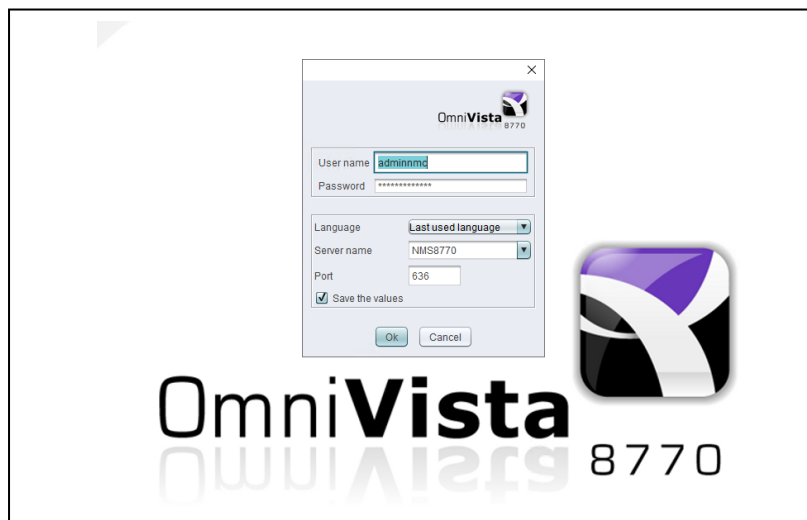 OmniVista
8770
User name adminnmc
Password *************
Language Last used language
Server name NMS8770
Port 636
Save the values
Ok Cancel
OmniVista
8770